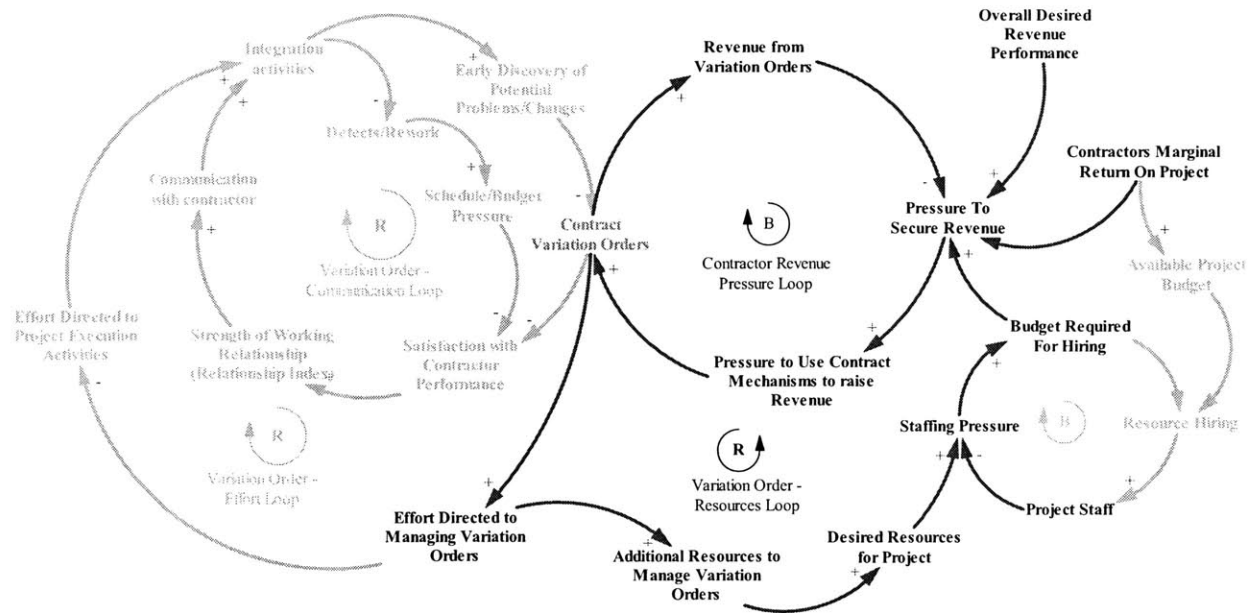 Integration
activities
Early Discovery of
Potential
Problems/Changes
Revenue from
Variation Orders
Overall Desired
Revenue
Performance
Defects/Rework
Communication
with contractor
Schedule/Budget
Pressure
R
Variation Order -
Communication Loop
Contract
Variation Orders
B
Contractor Revenue
Pressure Loop
Pressure To
Secure Revenue
Contractors Marginal
Return On Project
Available Project
Budget
Effort Directed to
Project Execution
Activities
Strength of Working
Relationship
(Relationship Index)
Satisfaction with
Contractor
Performance
Pressure to Use Contract
Mechanisms to raise
Revenue
Budget Required
For Hiring
R
Variation Order -
Effort Loop
R
Variation Order -
Resources Loop
Staffing Pressure
B
Resource Hiring
Project Staff
Effort Directed to
Managing Variation
Orders
Additional Resources to
Manage Variation
Orders
Desired Resources
for Project